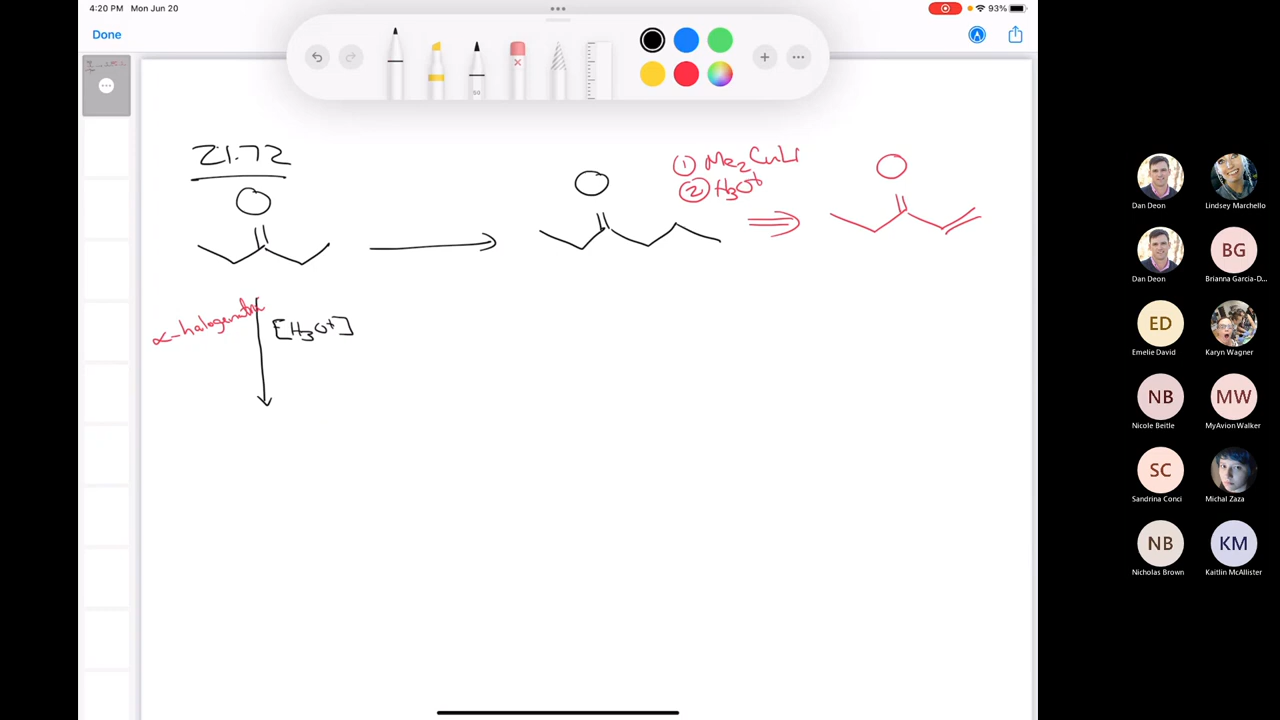 4:20 PM Mon Jun 20
93%
Done
21.72
① Me2CuLi
② H3O+
O
O
O
α-halogenation
[H3O+]
Dan Deon
Lindsey Marchello
Dan Deon
BG
Brianna Garcia-D...
ED
Emelie David
Karyn Wagner
NB
Nicole Beitle
MW
MyAvion Walker
SC
Sandrina Conci
Michal Zaza
NB
Nicholas Brown
KM
Kaitlin McAllister